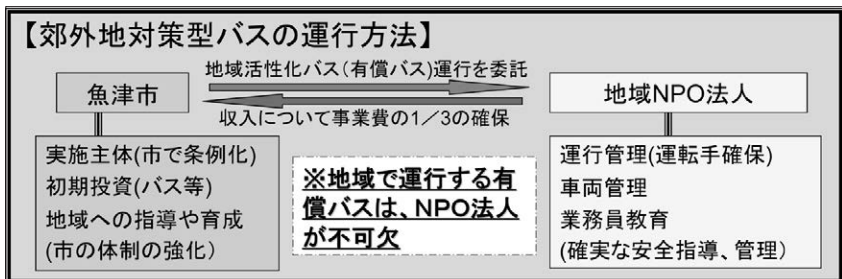 【郊外地対策型バスの運行方法】
地域活性化バス(有償バス)運行を委託
魚津市
地域NPO法人
収入について事業費の1/3の確保
実施主体(市で条例化)
初期投資(バス等)
地域への指導や育成
(市の体制の強化)
※地域で運行する有
償バスは、NPO法人
が不可欠
運行管理(運転手確保)
車両管理
業務員教育
(確実な安全指導、管理)